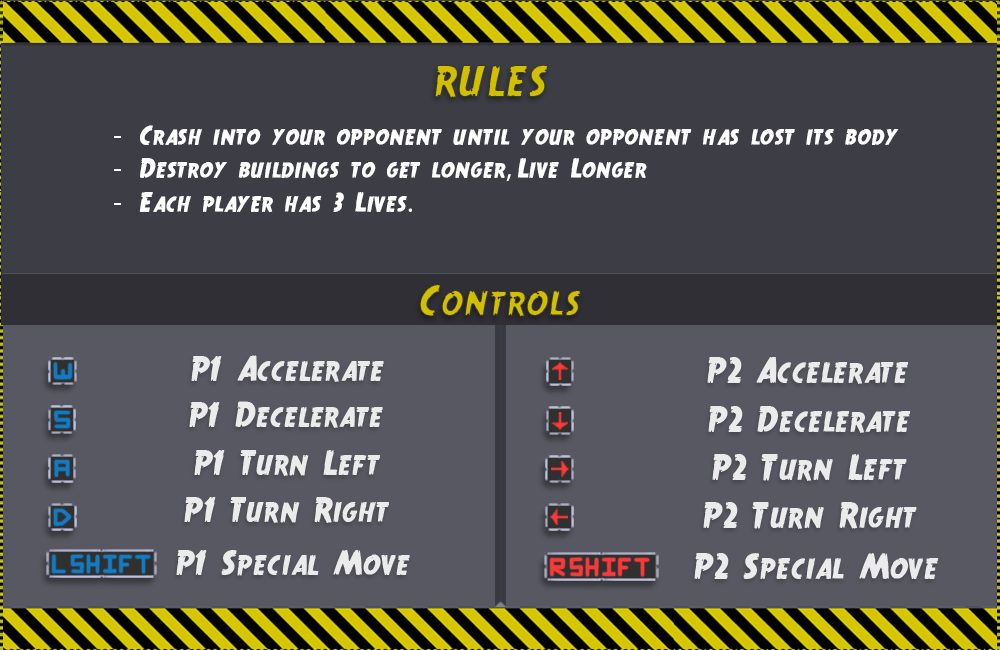 RULES
- Crash into your opponent until your opponent has lost its body
- Destroy buildings to get longer, Live Longer
- Each player has 3 Lives.
Controls
W P1 Accelerate
S P1 Decelerate
A P1 Turn Left
D P1 Turn Right
LSHIFT P1 Special Move
↑ P2 Accelerate
↓ P2 Decelerate
→ P2 Turn Left
← P2 Turn Right
RSHIFT P2 Special Move